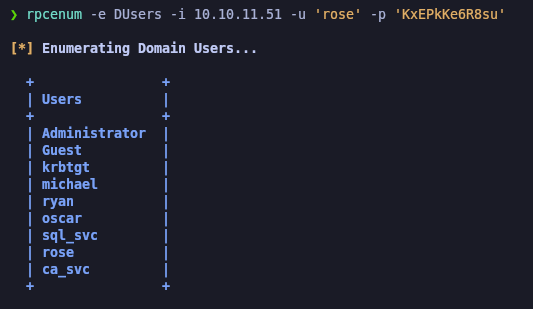 ❯ rpcenum -e DUsers -i 10.10.11.51 -u 'rose' -p 'KxEPkKe6R8su'
[*] Enumerating Domain Users...
+ +
| Users |
+ +
| Administrator |
| Guest |
| krbtgt |
| michael |
| ryan |
| oscar |
| sql_svc |
| rose |
| ca_svc |
+ +